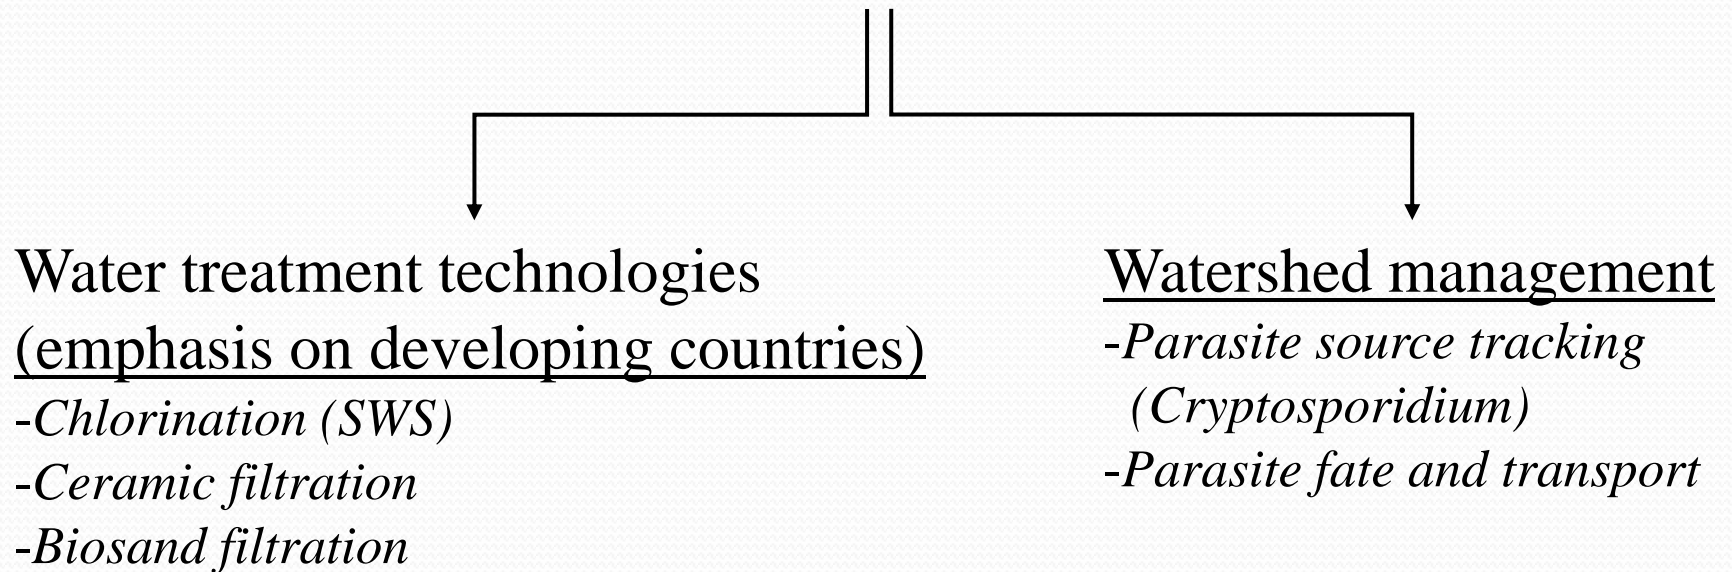 Water treatment technologies
(emphasis on developing countries)
-Chlorination (SWS)
-Ceramic filtration
-Biosand filtration
Watershed management
-Parasite source tracking
(Cryptosporidium)
-Parasite fate and transport